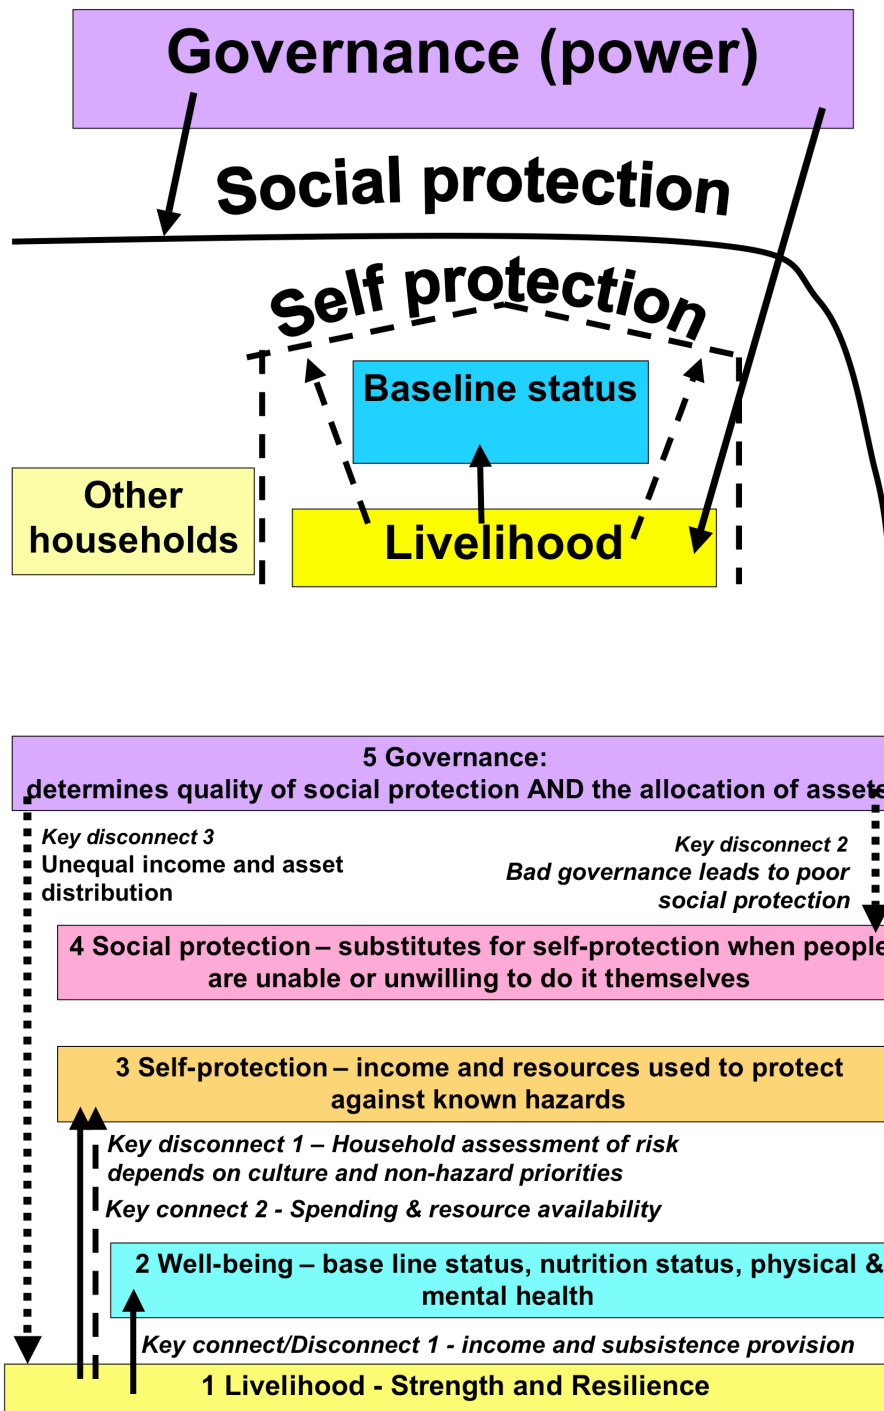 Governance (power)
Social protection
Self protection
Baseline status
Other
households
Livelihood
5 Governance:
determines quality of social protection AND the allocation of assets
Key disconnect 3
Unequal income and asset
distribution
Key disconnect 2
Bad governance leads to poor
social protection
4 Social protection – substitutes for self-protection when people
are unable or unwilling to do it themselves
3 Self-protection – income and resources used to protect
against known hazards
Key disconnect 1 – Household assessment of risk
depends on culture and non-hazard priorities
Key connect 2 - Spending & resource availability
2 Well-being – base line status, nutrition status, physical &
mental health
Key connect/Disconnect 1 - income and subsistence provision
1 Livelihood - Strength and Resilience